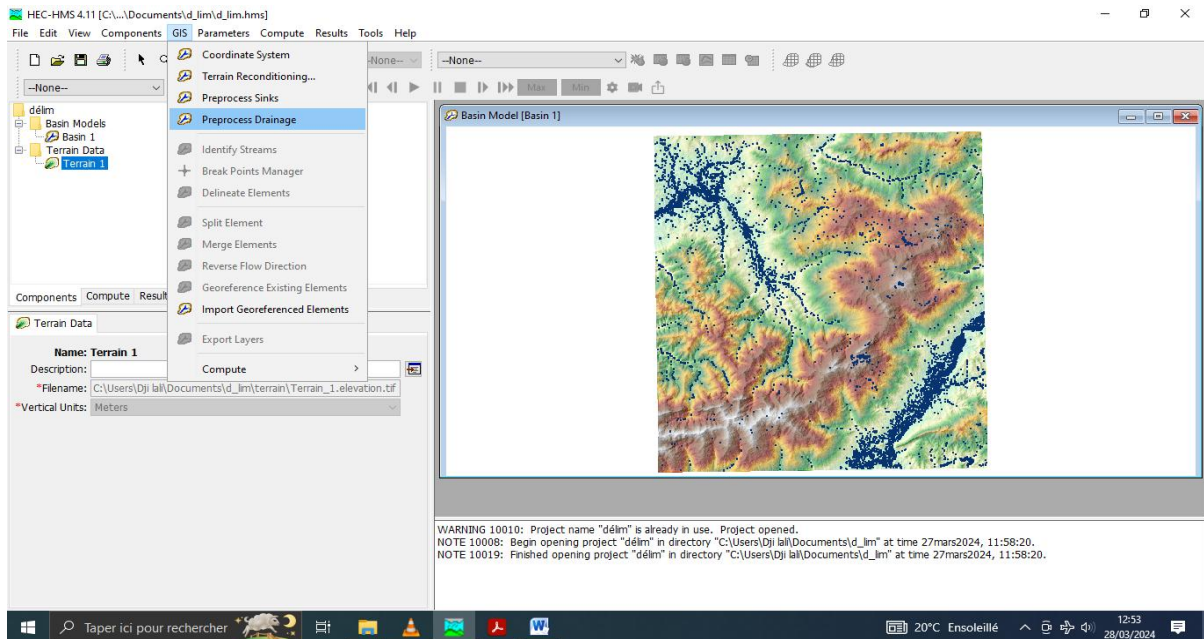 HEC-HMS 4.11 [C:\...\Documents\d_lim\d_lim.hms]
File Edit View Components GIS Parameters Compute Results Tools Help
--None--
--None--
--None--
Max
Min
Coordinate System
Terrain Reconditioning...
Preprocess Sinks
Preprocess Drainage
Identify Streams
Break Points Manager
Delineate Elements
Split Element
Merge Elements
Reverse Flow Direction
Georeference Existing Elements
Import Georeferenced Elements
Export Layers
Compute
délim
Basin Models
Basin 1
Terrain Data
Terrain 1
Components Compute Result
Terrain Data
Name: Terrain 1
Description:
*Filename: C:\Users\Dji lali\Documents\d_lim\terrain\Terrain_1.elevation.tif
*Vertical Units: Meters
Basin Model [Basin 1]
WARNING 10010: Project name "délim" is already in use. Project opened.
NOTE 10008: Begin opening project "délim" in directory "C:\Users\Dji lali\Documents\d_lim" at time 27mars2024, 11:58:20.
NOTE 10019: Finished opening project "délim" in directory "C:\Users\Dji lali\Documents\d_lim" at time 27mars2024, 11:58:20.
Taper ici pour rechercher
20°C Ensoleillé
12:53
28/03/2024